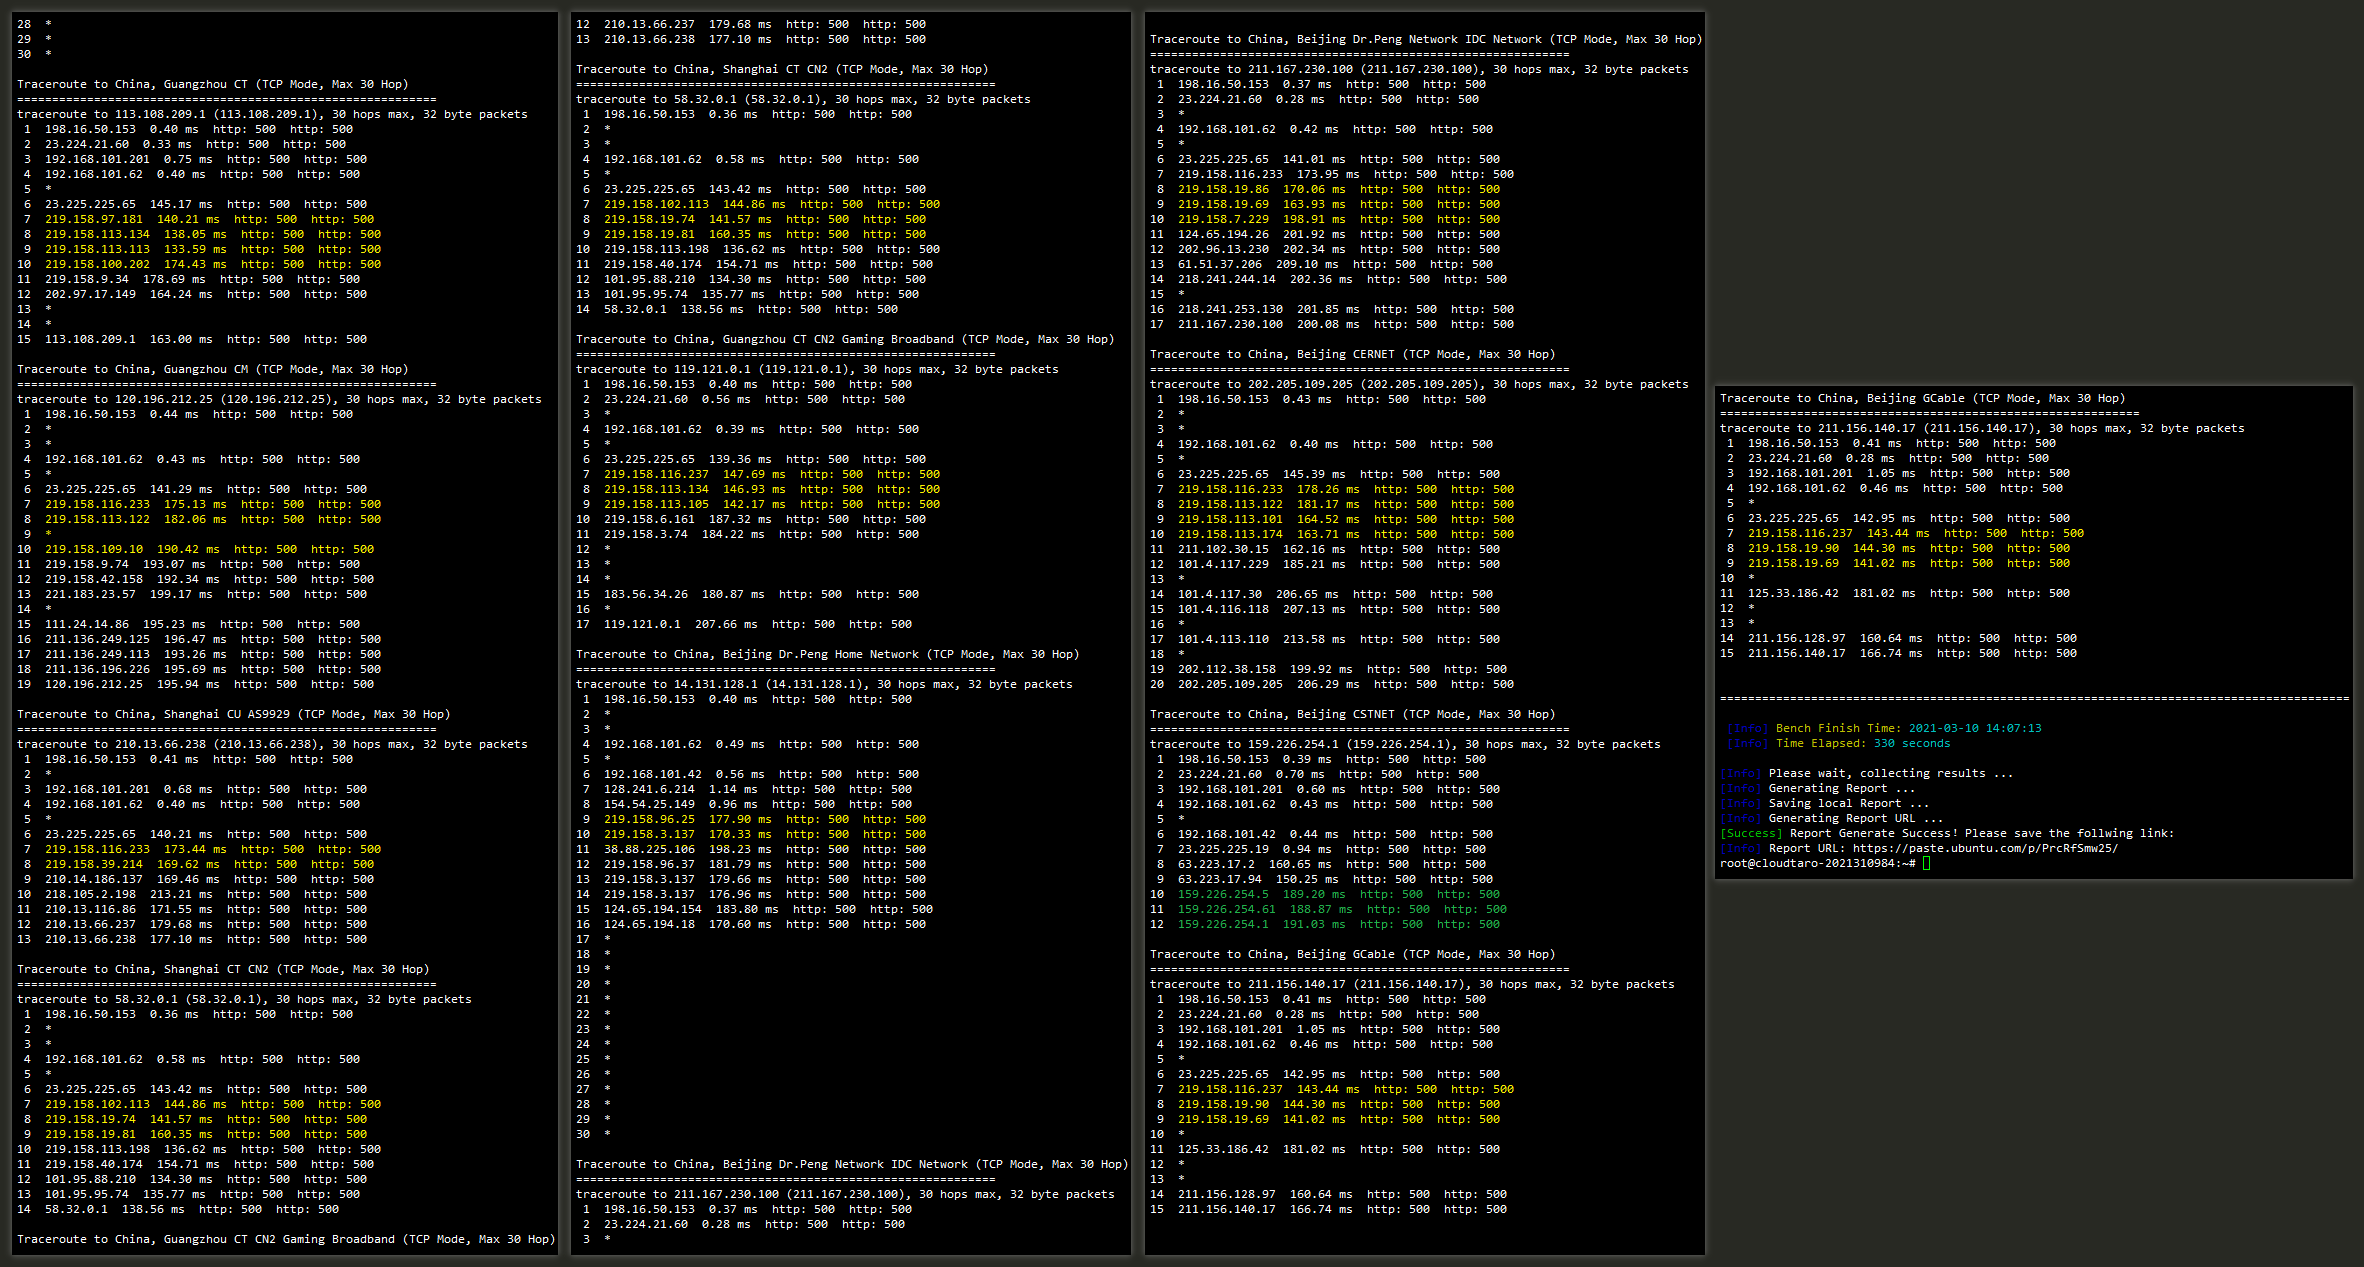 28  *
29  *
30  *
Traceroute to China, Guangzhou CT (TCP Mode, Max 30 Hop)
============================================================
traceroute to 113.108.209.1 (113.108.209.1), 30 hops max, 32 byte packets
 1  198.16.50.153  0.40 ms  http: 500  http: 500
 2  23.224.21.60  0.33 ms  http: 500  http: 500
 3  192.168.101.201  0.75 ms  http: 500  http: 500
 4  192.168.101.62  0.40 ms  http: 500  http: 500
 5  *
 6  23.225.225.65  145.17 ms  http: 500  http: 500
 7  219.158.97.181  140.21 ms  http: 500  http: 500
 8  219.158.113.134  138.05 ms  http: 500  http: 500
 9  219.158.113.113  133.59 ms  http: 500  http: 500
10  219.158.100.202  174.43 ms  http: 500  http: 500
11  219.158.9.34  178.69 ms  http: 500  http: 500
12  202.97.17.149  164.24 ms  http: 500  http: 500
13  *
14  *
15  113.108.209.1  163.00 ms  http: 500  http: 500
Traceroute to China, Guangzhou CM (TCP Mode, Max 30 Hop)
============================================================
traceroute to 120.196.212.25 (120.196.212.25), 30 hops max, 32 byte packets
 1  198.16.50.153  0.44 ms  http: 500  http: 500
 2  *
 3  *
 4  192.168.101.62  0.43 ms  http: 500  http: 500
 5  *
 6  23.225.225.65  141.29 ms  http: 500  http: 500
 7  219.158.116.233  175.13 ms  http: 500  http: 500
 8  219.158.113.122  182.06 ms  http: 500  http: 500
 9  *
10  219.158.109.10  190.42 ms  http: 500  http: 500
11  219.158.9.74  193.07 ms  http: 500  http: 500
12  219.158.42.158  192.34 ms  http: 500  http: 500
13  221.183.23.57  199.17 ms  http: 500  http: 500
14  *
15  111.24.14.86  195.23 ms  http: 500  http: 500
16  211.136.249.125  196.47 ms  http: 500  http: 500
17  211.136.249.113  193.26 ms  http: 500  http: 500
18  211.136.196.226  195.69 ms  http: 500  http: 500
19  120.196.212.25  195.94 ms  http: 500  http: 500
Traceroute to China, Shanghai CU AS9929 (TCP Mode, Max 30 Hop)
============================================================
traceroute to 210.13.66.238 (210.13.66.238), 30 hops max, 32 byte packets
 1  198.16.50.153  0.41 ms  http: 500  http: 500
 2  *
 3  192.168.101.201  0.68 ms  http: 500  http: 500
 4  192.168.101.62  0.40 ms  http: 500  http: 500
 5  *
 6  23.225.225.65  140.21 ms  http: 500  http: 500
 7  219.158.116.233  173.44 ms  http: 500  http: 500
 8  219.158.39.214  169.62 ms  http: 500  http: 500
 9  210.14.186.137  169.46 ms  http: 500  http: 500
10  218.105.2.198  213.21 ms  http: 500  http: 500
11  210.13.116.86  171.55 ms  http: 500  http: 500
12  210.13.66.237  179.68 ms  http: 500  http: 500
13  210.13.66.238  177.10 ms  http: 500  http: 500
Traceroute to China, Shanghai CT CN2 (TCP Mode, Max 30 Hop)
============================================================
traceroute to 58.32.0.1 (58.32.0.1), 30 hops max, 32 byte packets
 1  198.16.50.153  0.36 ms  http: 500  http: 500
 2  *
 3  *
 4  192.168.101.62  0.58 ms  http: 500  http: 500
 5  *
 6  23.225.225.65  143.42 ms  http: 500  http: 500
 7  219.158.102.113  144.86 ms  http: 500  http: 500
 8  219.158.19.74  141.57 ms  http: 500  http: 500
 9  219.158.19.81  160.35 ms  http: 500  http: 500
10  219.158.113.198  136.62 ms  http: 500  http: 500
11  219.158.40.174  154.71 ms  http: 500  http: 500
12  101.95.88.210  134.30 ms  http: 500  http: 500
13  101.95.95.74  135.77 ms  http: 500  http: 500
14  58.32.0.1  138.56 ms  http: 500  http: 500
Traceroute to China, Guangzhou CT CN2 Gaming Broadband (TCP Mode, Max 30 Hop)
12  210.13.66.237  179.68 ms  http: 500  http: 500
13  210.13.66.238  177.10 ms  http: 500  http: 500
Traceroute to China, Shanghai CT CN2 (TCP Mode, Max 30 Hop)
============================================================
traceroute to 58.32.0.1 (58.32.0.1), 30 hops max, 32 byte packets
 1  198.16.50.153  0.36 ms  http: 500  http: 500
 2  *
 3  *
 4  192.168.101.62  0.58 ms  http: 500  http: 500
 5  *
 6  23.225.225.65  143.42 ms  http: 500  http: 500
 7  219.158.102.113  144.86 ms  http: 500  http: 500
 8  219.158.19.74  141.57 ms  http: 500  http: 500
 9  219.158.19.81  160.35 ms  http: 500  http: 500
10  219.158.113.198  136.62 ms  http: 500  http: 500
11  219.158.40.174  154.71 ms  http: 500  http: 500
12  101.95.88.210  134.30 ms  http: 500  http: 500
13  101.95.95.74  135.77 ms  http: 500  http: 500
14  58.32.0.1  138.56 ms  http: 500  http: 500
Traceroute to China, Guangzhou CT CN2 Gaming Broadband (TCP Mode, Max 30 Hop)
============================================================
traceroute to 119.121.0.1 (119.121.0.1), 30 hops max, 32 byte packets
 1  198.16.50.153  0.40 ms  http: 500  http: 500
 2  23.224.21.60  0.56 ms  http: 500  http: 500
 3  *
 4  192.168.101.62  0.39 ms  http: 500  http: 500
 5  *
 6  23.225.225.65  139.36 ms  http: 500  http: 500
 7  219.158.116.237  147.69 ms  http: 500  http: 500
 8  219.158.113.134  146.93 ms  http: 500  http: 500
 9  219.158.113.105  142.17 ms  http: 500  http: 500
10  219.158.6.161  187.32 ms  http: 500  http: 500
11  219.158.3.74  184.22 ms  http: 500  http: 500
12  *
13  *
14  *
15  183.56.34.26  180.87 ms  http: 500  http: 500
16  *
17  119.121.0.1  207.66 ms  http: 500  http: 500
Traceroute to China, Beijing Dr.Peng Home Network (TCP Mode, Max 30 Hop)
============================================================
traceroute to 14.131.128.1 (14.131.128.1), 30 hops max, 32 byte packets
 1  198.16.50.153  0.40 ms  http: 500  http: 500
 2  *
 3  *
 4  192.168.101.62  0.49 ms  http: 500  http: 500
 5  *
 6  192.168.101.42  0.56 ms  http: 500  http: 500
 7  128.241.6.214  1.14 ms  http: 500  http: 500
 8  154.54.25.149  0.96 ms  http: 500  http: 500
 9  219.158.96.25  177.90 ms  http: 500  http: 500
10  219.158.3.137  170.33 ms  http: 500  http: 500
11  38.88.225.106  198.23 ms  http: 500  http: 500
12  219.158.96.37  181.79 ms  http: 500  http: 500
13  219.158.3.137  179.66 ms  http: 500  http: 500
14  219.158.3.137  176.96 ms  http: 500  http: 500
15  124.65.194.154  183.80 ms  http: 500  http: 500
16  124.65.194.18  170.60 ms  http: 500  http: 500
17  *
18  *
19  *
20  *
21  *
22  *
23  *
24  *
25  *
26  *
27  *
28  *
29  *
30  *
Traceroute to China, Beijing Dr.Peng Network IDC Network (TCP Mode, Max 30 Hop)
============================================================
traceroute to 211.167.230.100 (211.167.230.100), 30 hops max, 32 byte packets
 1  198.16.50.153  0.37 ms  http: 500  http: 500
 2  23.224.21.60  0.28 ms  http: 500  http: 500
 3  *
Traceroute to China, Beijing Dr.Peng Network IDC Network (TCP Mode, Max 30 Hop)
============================================================
traceroute to 211.167.230.100 (211.167.230.100), 30 hops max, 32 byte packets
 1  198.16.50.153  0.37 ms  http: 500  http: 500
 2  23.224.21.60  0.28 ms  http: 500  http: 500
 3  *
 4  192.168.101.62  0.42 ms  http: 500  http: 500
 5  *
 6  23.225.225.65  141.01 ms  http: 500  http: 500
 7  219.158.116.233  173.95 ms  http: 500  http: 500
 8  219.158.19.86  170.06 ms  http: 500  http: 500
 9  219.158.19.69  163.93 ms  http: 500  http: 500
10  219.158.7.229  198.91 ms  http: 500  http: 500
11  124.65.194.26  201.92 ms  http: 500  http: 500
12  202.96.13.230  202.34 ms  http: 500  http: 500
13  61.51.37.206  209.10 ms  http: 500  http: 500
14  218.241.244.14  202.36 ms  http: 500  http: 500
15  *
16  218.241.253.130  201.85 ms  http: 500  http: 500
17  211.167.230.100  200.08 ms  http: 500  http: 500
Traceroute to China, Beijing CERNET (TCP Mode, Max 30 Hop)
============================================================
traceroute to 202.205.109.205 (202.205.109.205), 30 hops max, 32 byte packets
 1  198.16.50.153  0.43 ms  http: 500  http: 500
 2  *
 3  *
 4  192.168.101.62  0.40 ms  http: 500  http: 500
 5  *
 6  23.225.225.65  145.39 ms  http: 500  http: 500
 7  219.158.116.233  178.26 ms  http: 500  http: 500
 8  219.158.113.122  181.17 ms  http: 500  http: 500
 9  219.158.113.101  164.52 ms  http: 500  http: 500
10  219.158.113.174  163.71 ms  http: 500  http: 500
11  211.102.30.15  162.16 ms  http: 500  http: 500
12  101.4.117.229  185.21 ms  http: 500  http: 500
13  *
14  101.4.117.30  206.65 ms  http: 500  http: 500
15  101.4.116.118  207.13 ms  http: 500  http: 500
16  *
17  101.4.113.110  213.58 ms  http: 500  http: 500
18  *
19  202.112.38.158  199.92 ms  http: 500  http: 500
20  202.205.109.205  206.29 ms  http: 500  http: 500
Traceroute to China, Beijing CSTNET (TCP Mode, Max 30 Hop)
============================================================
traceroute to 159.226.254.1 (159.226.254.1), 30 hops max, 32 byte packets
 1  198.16.50.153  0.39 ms  http: 500  http: 500
 2  23.224.21.60  0.70 ms  http: 500  http: 500
 3  192.168.101.201  0.60 ms  http: 500  http: 500
 4  192.168.101.62  0.43 ms  http: 500  http: 500
 5  *
 6  192.168.101.42  0.44 ms  http: 500  http: 500
 7  23.225.225.19  0.94 ms  http: 500  http: 500
 8  63.223.17.2  160.65 ms  http: 500  http: 500
 9  63.223.17.94  150.25 ms  http: 500  http: 500
10  159.226.254.5  189.20 ms  http: 500  http: 500
11  159.226.254.61  188.87 ms  http: 500  http: 500
12  159.226.254.1  191.03 ms  http: 500  http: 500
Traceroute to China, Beijing GCable (TCP Mode, Max 30 Hop)
============================================================
traceroute to 211.156.140.17 (211.156.140.17), 30 hops max, 32 byte packets
 1  198.16.50.153  0.41 ms  http: 500  http: 500
 2  23.224.21.60  0.28 ms  http: 500  http: 500
 3  192.168.101.201  1.05 ms  http: 500  http: 500
 4  192.168.101.62  0.46 ms  http: 500  http: 500
 5  *
 6  23.225.225.65  142.95 ms  http: 500  http: 500
 7  219.158.116.237  143.44 ms  http: 500  http: 500
 8  219.158.19.90  144.30 ms  http: 500  http: 500
 9  219.158.19.69  141.02 ms  http: 500  http: 500
10  *
11  125.33.186.42  181.02 ms  http: 500  http: 500
12  *
13  *
14  211.156.128.97  160.64 ms  http: 500  http: 500
15  211.156.140.17  166.74 ms  http: 500  http: 500
Traceroute to China, Beijing GCable (TCP Mode, Max 30 Hop)
============================================================
traceroute to 211.156.140.17 (211.156.140.17), 30 hops max, 32 byte packets
 1  198.16.50.153  0.41 ms  http: 500  http: 500
 2  23.224.21.60  0.28 ms  http: 500  http: 500
 3  192.168.101.201  1.05 ms  http: 500  http: 500
 4  192.168.101.62  0.46 ms  http: 500  http: 500
 5  *
 6  23.225.225.65  142.95 ms  http: 500  http: 500
 7  219.158.116.237  143.44 ms  http: 500  http: 500
 8  219.158.19.90  144.30 ms  http: 500  http: 500
 9  219.158.19.69  141.02 ms  http: 500  http: 500
10  *
11  125.33.186.42  181.02 ms  http: 500  http: 500
12  *
13  *
14  211.156.128.97  160.64 ms  http: 500  http: 500
15  211.156.140.17  166.74 ms  http: 500  http: 500
==========================================================================================
[Info] Bench Finish Time: 2021-03-10 14:07:13
[Info] Time Elapsed: 330 seconds
[Info] Please wait, collecting results ...
[Info] Generating Report ...
[Info] Saving local Report ...
[Info] Generating Report URL ...
[Success] Report Generate Success! Please save the follwing link:
[Info] Report URL: https://paste.ubuntu.com/p/PrcRfSmw25/
root@cloudtaro-2021310984:~#